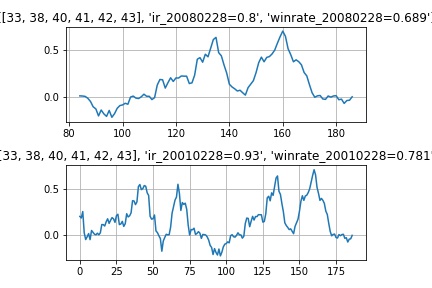 [[33, 38, 40, 41, 42, 43], 'ir_20080228=0.8', 'winrate_20080228=0.689']
0.5
0.0
80 100 120 140 160 180
[33, 38, 40, 41, 42, 43], 'ir_20010228=0.93', 'winrate_20010228=0.781'
0.5
0.0
0 25 50 75 100 125 150 175